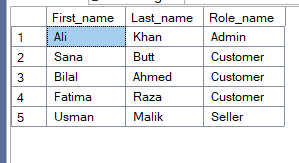 First_name Last_name Role_name
1 Ali Khan Admin
2 Sana Butt Customer
3 Bilal Ahmed Customer
4 Fatima Raza Customer
5 Usman Malik Seller